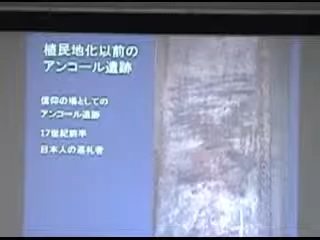 植民地化以前の
アンコール遺跡
信仰の場としての
アンコール遺跡
17世紀前半
日本人の巡礼者